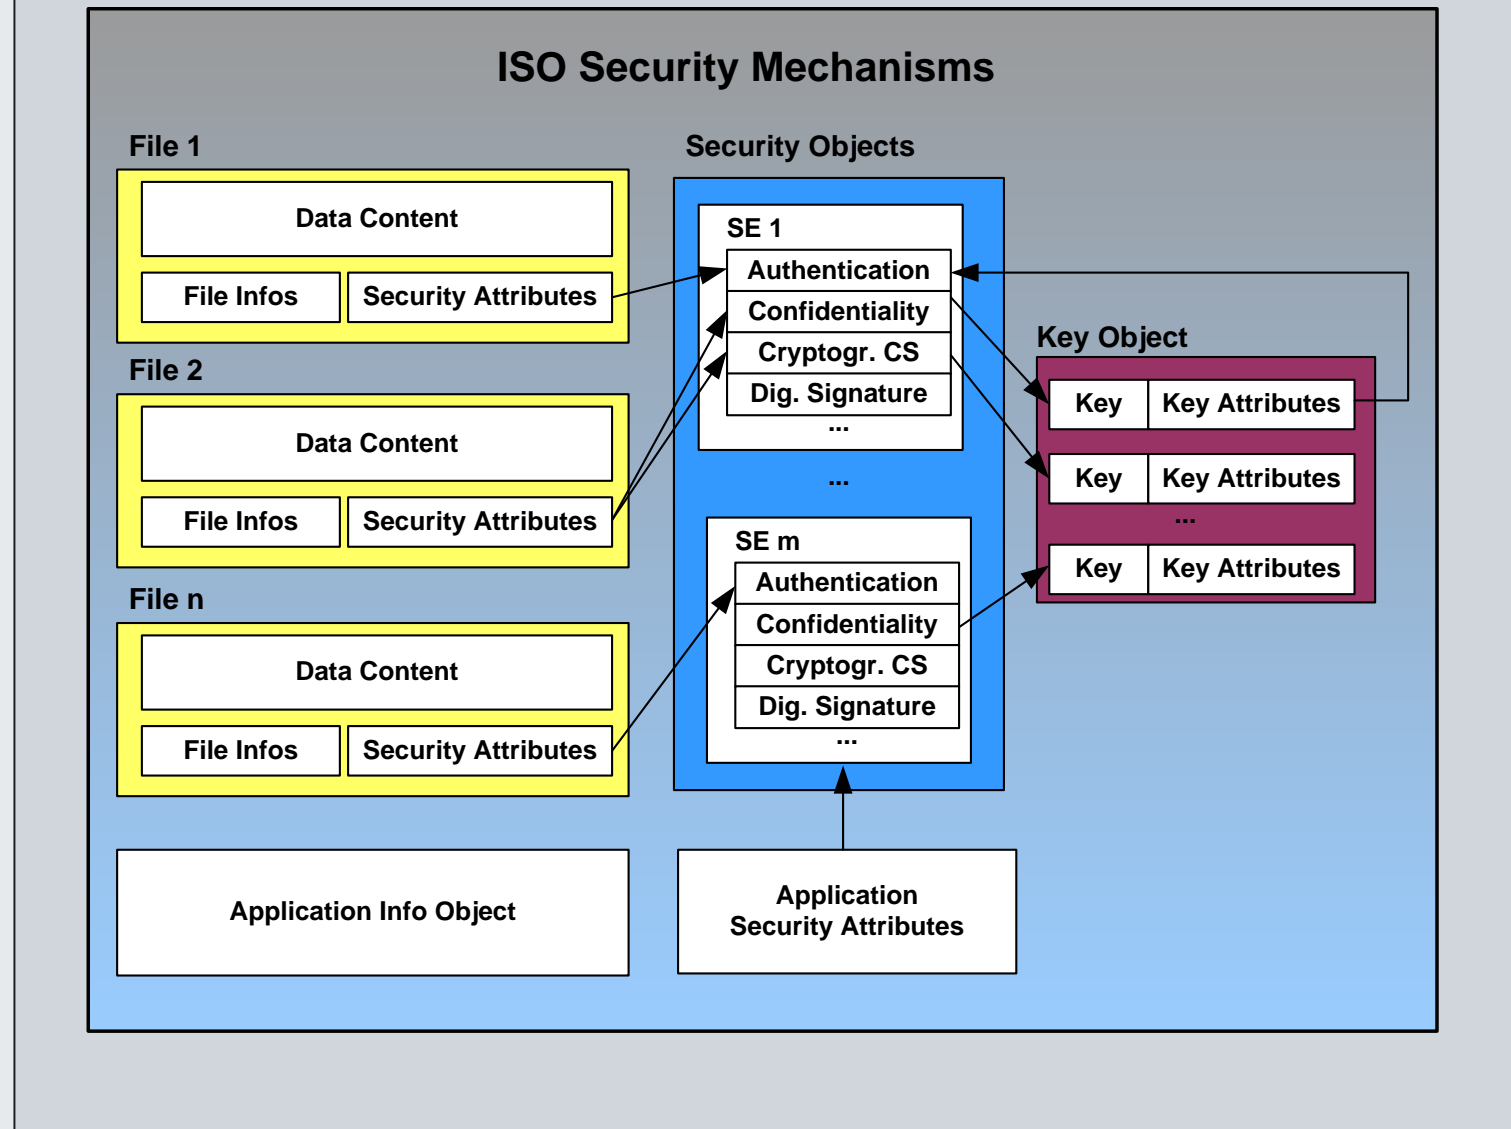 ISO Security Mechanisms
File 1
Data Content
File Infos
Security Attributes
File 2
Data Content
File Infos
Security Attributes
File n
Data Content
File Infos
Security Attributes
Application Info Object
Security Objects
SE 1
Authentication
Confidentiality
Cryptogr. CS
Dig. Signature
...
...
SE m
Authentication
Confidentiality
Cryptogr. CS
Dig. Signature
...
Application
Security Attributes
Key Object
Key
Key Attributes
Key
Key Attributes
...
Key
Key Attributes